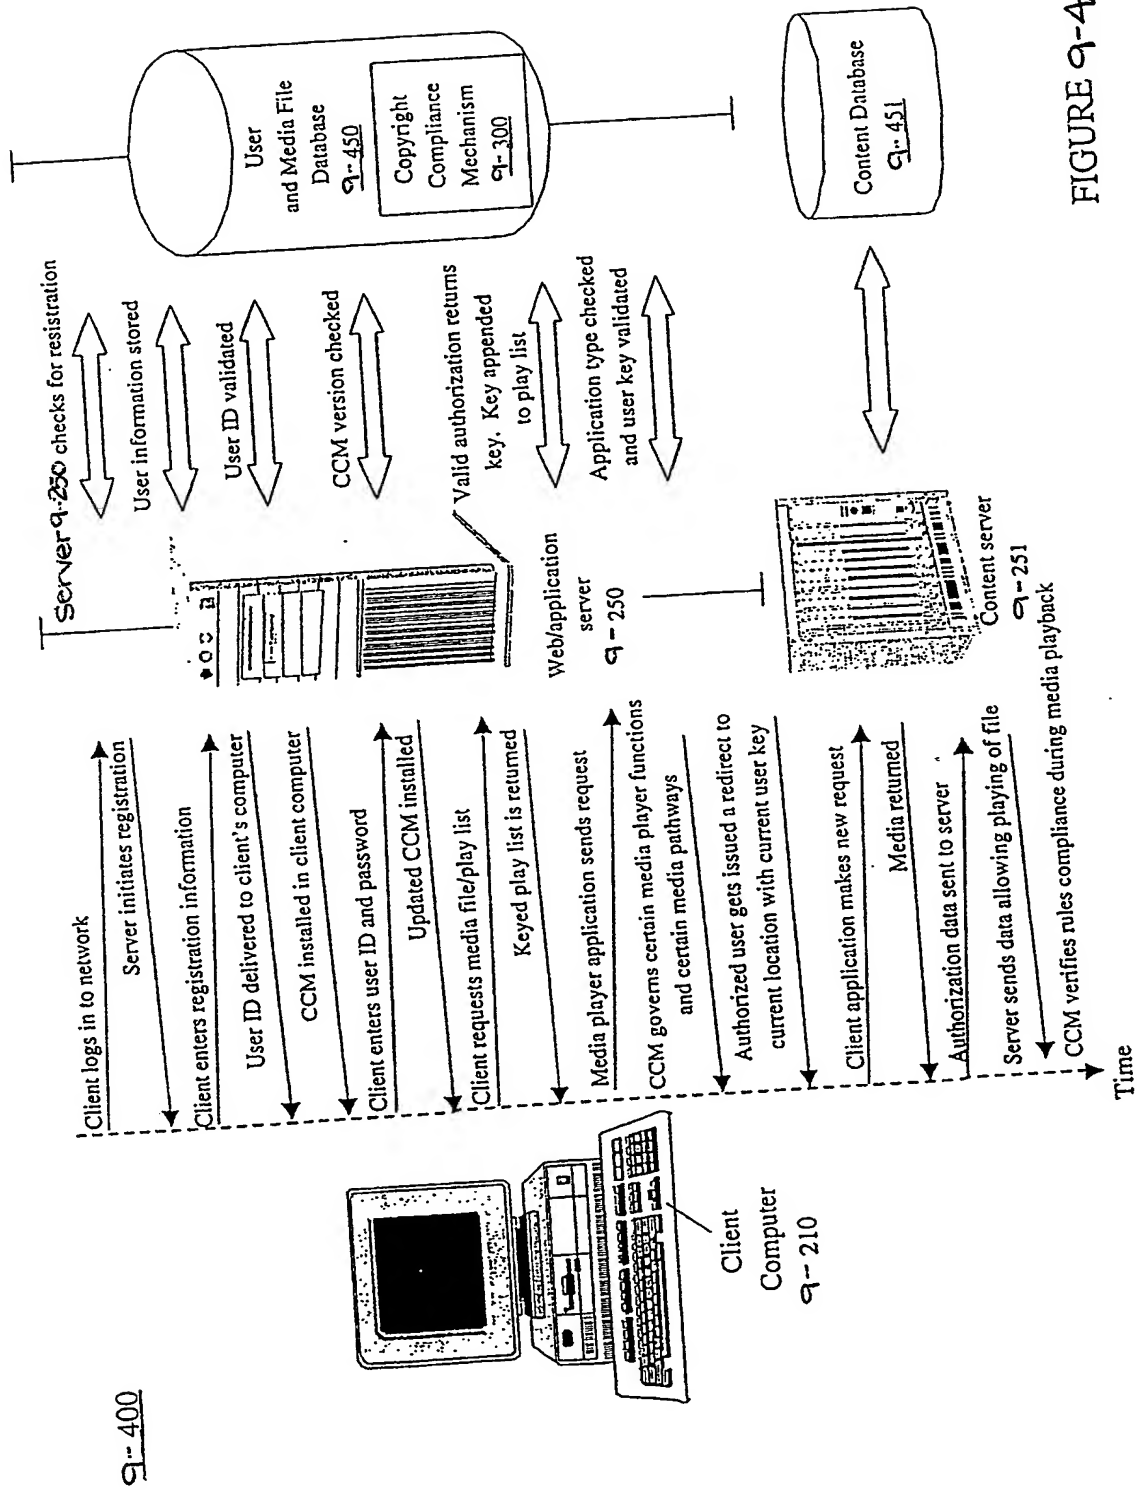 9-400
Client
Computer
9-210
Client logs in to network
Server initiates registration
Client enters registration information
User ID delivered to client's computer
CCM installed in client computer
Client enters user ID and password
Updated CCM installed
Client requests media file/play list
Keyed play list is returned
Media player application sends request
CCM governs certain media player functions
and certain media pathways
Authorized user gets issued a redirect to
current location with current user key
Client application makes new request
Media returned
Authorization data sent to server
Server sends data allowing playing of file
CCM verifies rules compliance during media playback
Time
Web/application
server
9-250
Content server
9-251
Server 9-250 checks for resistration
User information stored
User ID validated
CCM version checked
Valid authorization returns
key. Key appended
to play list
Application type checked
and user key validated
User
and Media File
Database
9-450
Copyright
Compliance
Mechanism
9-300
Content Database
9-451
FIGURE 9-4